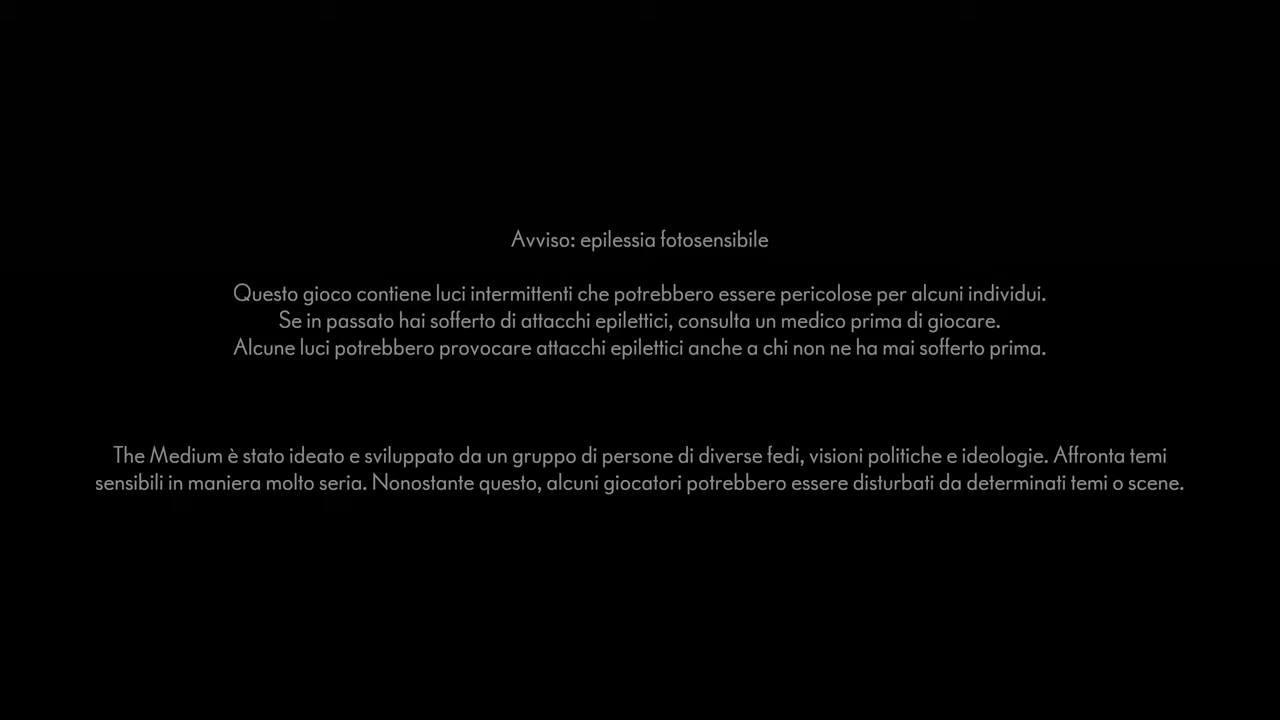 Avviso: epilessia fotosensibile
Questo gioco contiene luci intermittenti che potrebbero essere pericolose per alcuni individui.
Se in passato hai sofferto di attacchi epilettici, consulta un medico prima di giocare.
Alcune luci potrebbero provocare attacchi epilettici anche a chi non ne ha mai sofferto prima.
The Medium è stato ideato e sviluppato da un gruppo di persone di diverse fedi, visioni politiche e ideologie. Affronta temi
sensibili in maniera molto seria. Nonostante questo, alcuni giocatori potrebbero essere disturbati da determinati temi o scene.